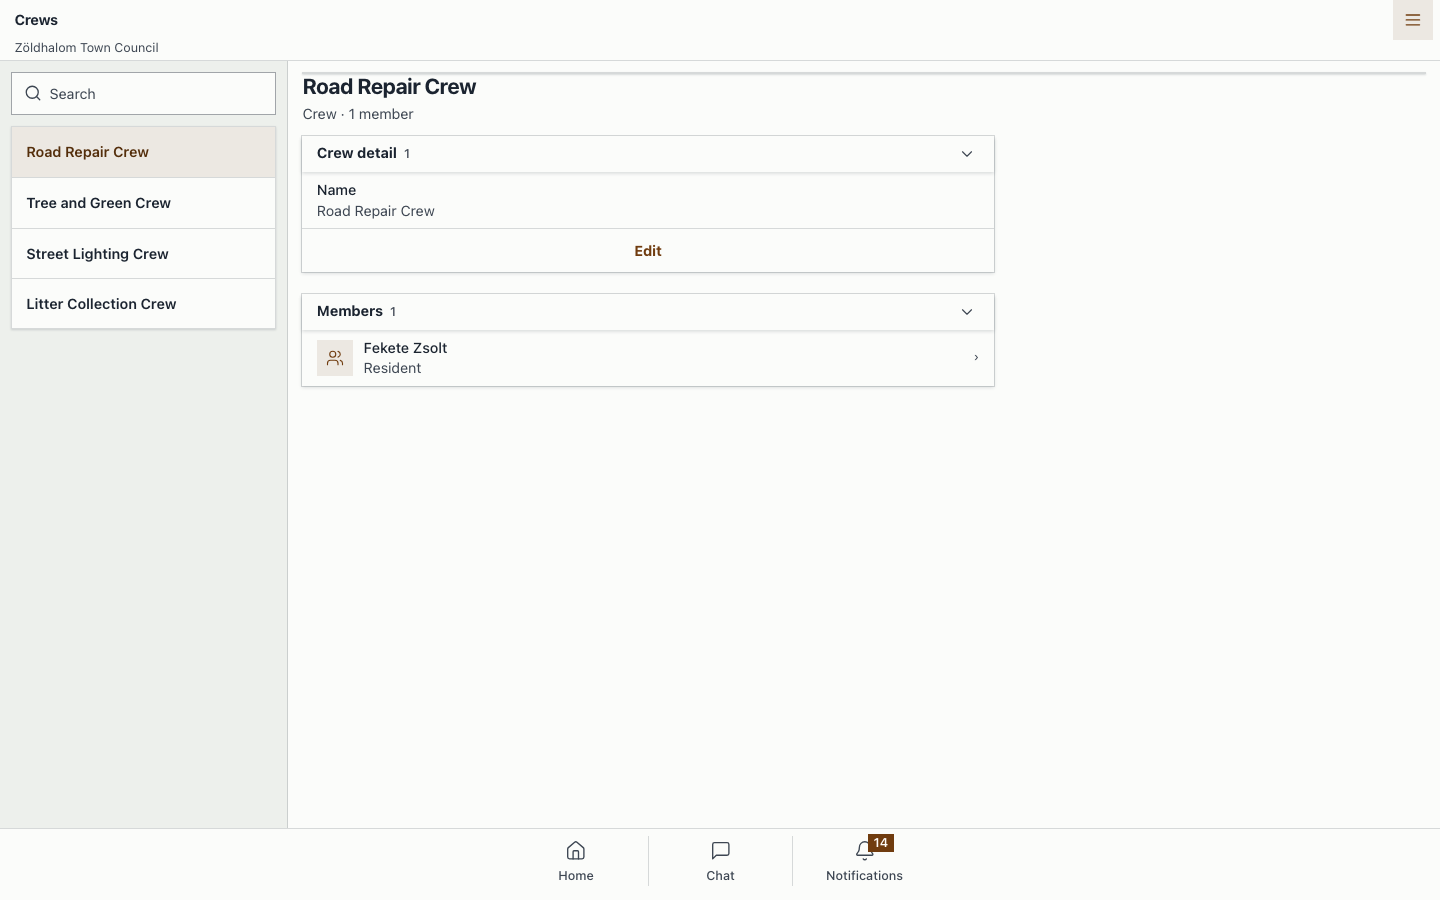 Crews
Zöldhalom Town Council
Search
Road Repair Crew
Tree and Green Crew
Street Lighting Crew
Litter Collection Crew
Road Repair Crew
Crew · 1 member
Crew detail 1
Name
Road Repair Crew
Edit
Members 1
Fekete Zsolt
Resident
Home
Chat
14
Notifications